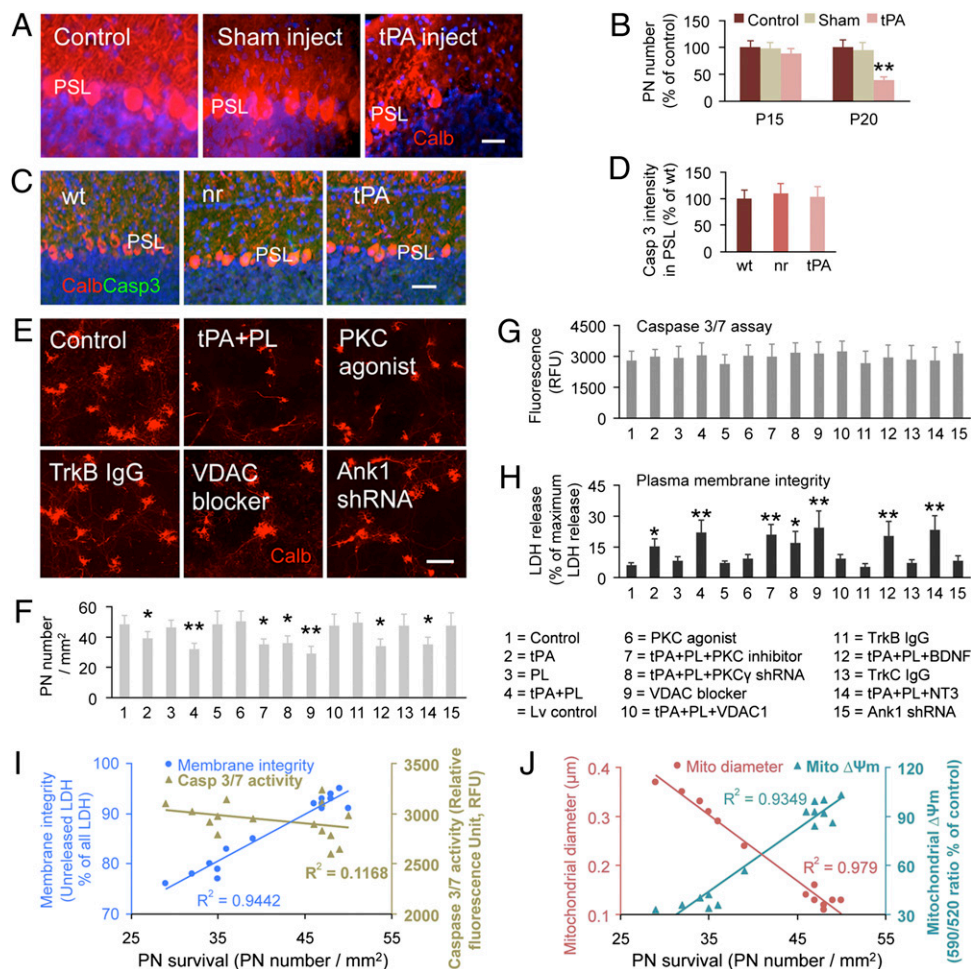 A
Control
PSL
Sham inject
PSL
tPA inject
PSL
Calb
B
Control
Sham
tPA
PN number
(% of control)
150
100
50
0
**
P15
P20
C
wt
PSL
CalbCasp3
nr
PSL
tPA
PSL
D
Casp 3 intensity
in PSL (% of wt)
150
100
50
0
wt
nr
tPA
E
Control
tPA+PL
PKC
agonist
TrkB IgG
VDAC
blocker
Calb
Ank1
shRNA
F
PN number
/ mm²
60
40
20
0
*
**
*
*
**
*
*
1 2 3 4 5 6 7 8 9 10 11 12 13 14 15
G
Caspase 3/7 assay
Fluorescence
(RFU)
4500
3000
1500
0
1 2 3 4 5 6 7 8 9 10 11 12 13 14 15
H
Plasma membrane integrity
LDH release
(% of maximum
LDH release)
45
30
15
0
*
**
**
*
**
**
**
1 2 3 4 5 6 7 8 9 10 11 12 13 14 15
1 = Control
2 = tPA
3 = PL
4 = tPA+PL
= Lv control
6 = PKC agonist
7 = tPA+PL+PKC inhibitor
8 = tPA+PL+PKCγ shRNA
9 = VDAC blocker
10 = tPA+PL+VDAC1
11 = TrkB IgG
12 = tPA+PL+BDNF
13 = TrkC IgG
14 = tPA+PL+NT3
15 = Ank1 shRNA
I
Membrane integrity
Casp 3/7 activity
Membrane integrity
(Unreleased LDH
% of all LDH)
100
90
80
70
Caspase 3/7 activity (Relative
fluorescence Unit, RFU)
3500
3000
2500
2000
R² = 0.1168
R² = 0.9442
25 35 45 55
PN survival (PN number / mm²)
J
Mito diameter
Mito ΔΨm
Mitochondrial diameter (μm)
0.4
0.3
0.2
0.1
Mitochondrial ΔΨm
(590/520 ratio % of control)
120
90
60
30
R² = 0.9349
R² = 0.979
25 35 45 55
PN survival (PN number / mm²)